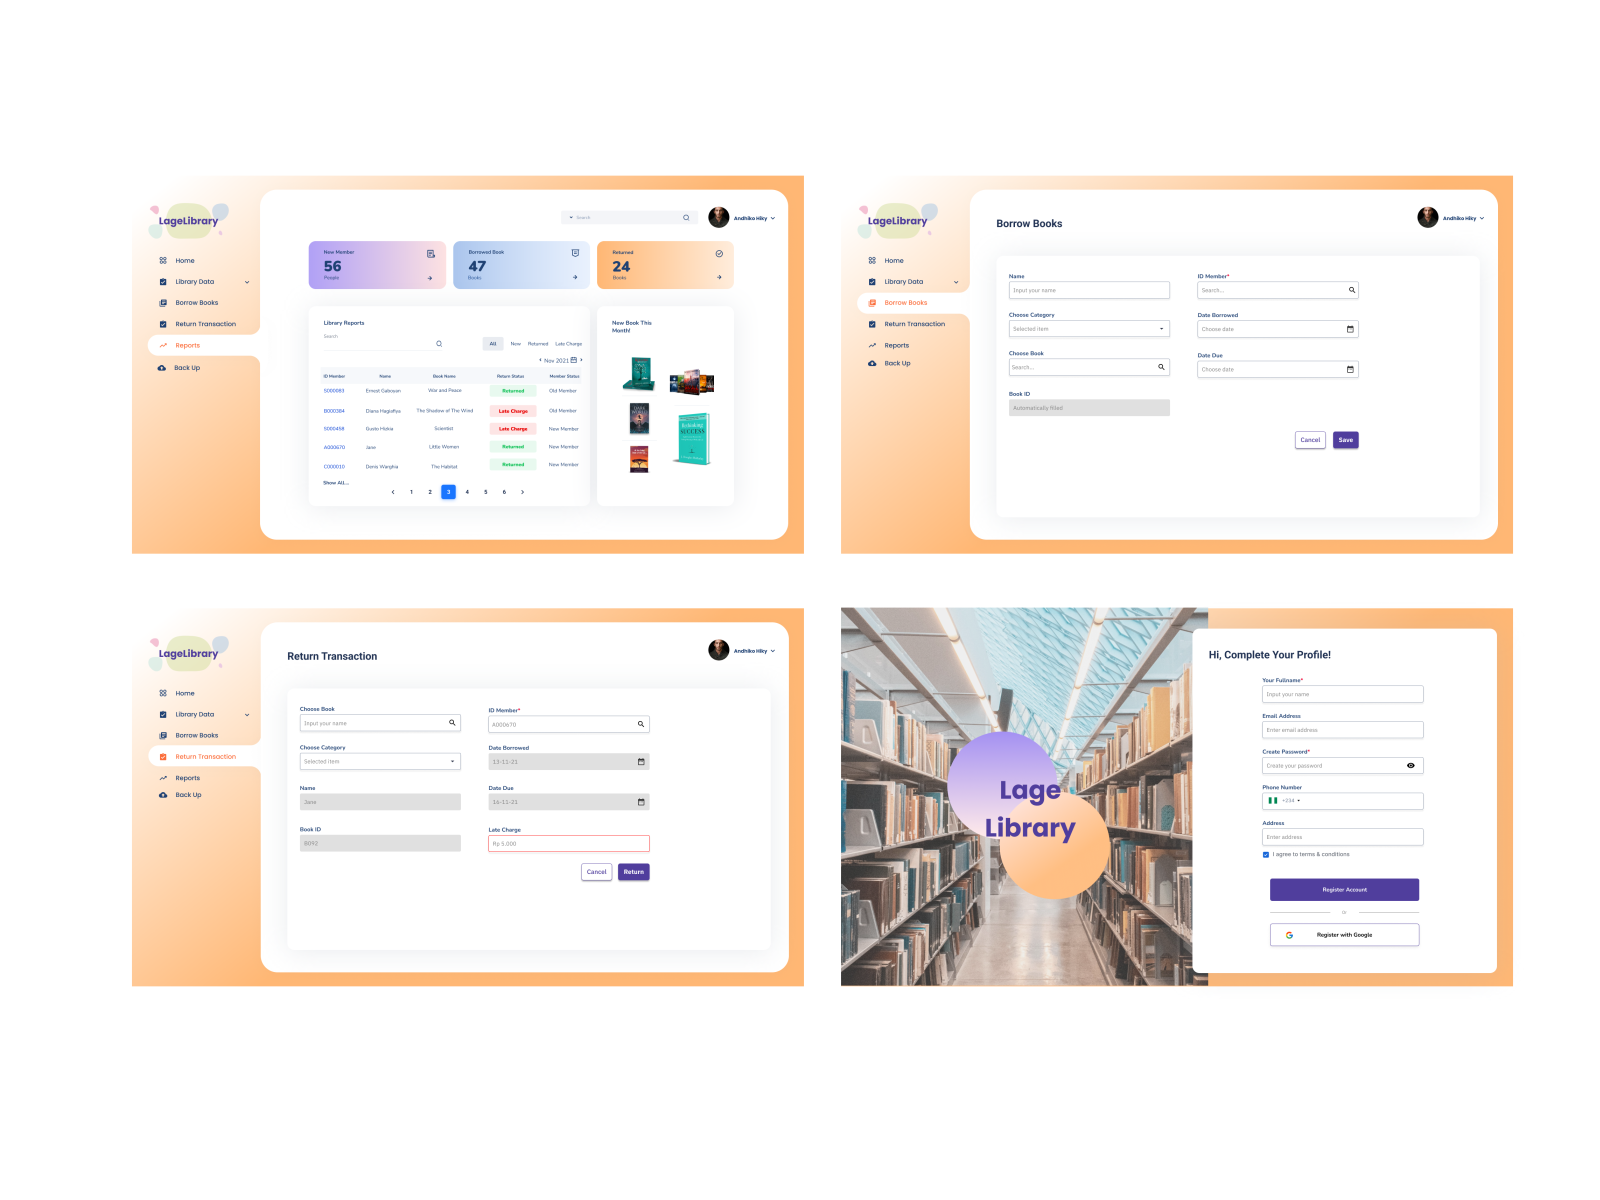 LageLibrary
Home
Library Data
Borrow Books
Return Transaction
Reports
Back Up
Search
Andhika Hiky
New Member
56
People
Borrowed Book
47
Books
Returned
24
Books
Library Reports
Search
All New Returned Late Charge
Nov 2021
ID Member Name Book Name Return Status Member Status
S000083 Ernest Gabouan War and Peace Returned Old Member
B000384 Diana Hagiafiya The Shadow of The Wind Late Charge Old Member
S000458 Gusto Holoia Scientist Late Charge New Member
A000670 Jane Little Women Returned New Member
C000010 Denis Warghia The Habitat Returned New Member
Show ALL...
1 2 3 4 5 6
New Book This
Month!
Rethinking
SUCCESS
LageLibrary
Home
Library Data
Borrow Books
Return Transaction
Reports
Back Up
Borrow Books
Andhika Hiky
Name
Input your name
Choose Category
Selected item
Choose Book
Search...
Book ID
Automatically filled
ID Member*
Search...
Date Borrowed
Choose date
Date Due
Choose date
Cancel
Save
LageLibrary
Home
Library Data
Borrow Books
Return Transaction
Reports
Back Up
Return Transaction
Andhika Hiky
Choose Book
Input your name
Choose Category
Selected item
Name
Jane
Book ID
B092
ID Member*
A000670
Date Borrowed
13-11-21
Date Due
16-11-21
Late Charge
Rp 5.000
Cancel
Return
Lage
Library
Hi, Complete Your Profile!
Your Fullname*
Input your name
Email Address
Enter email address
Create Password*
Create your password
Phone Number
+234
Address
Enter address
I agree to terms & conditions
Register Account
or
Register with Google